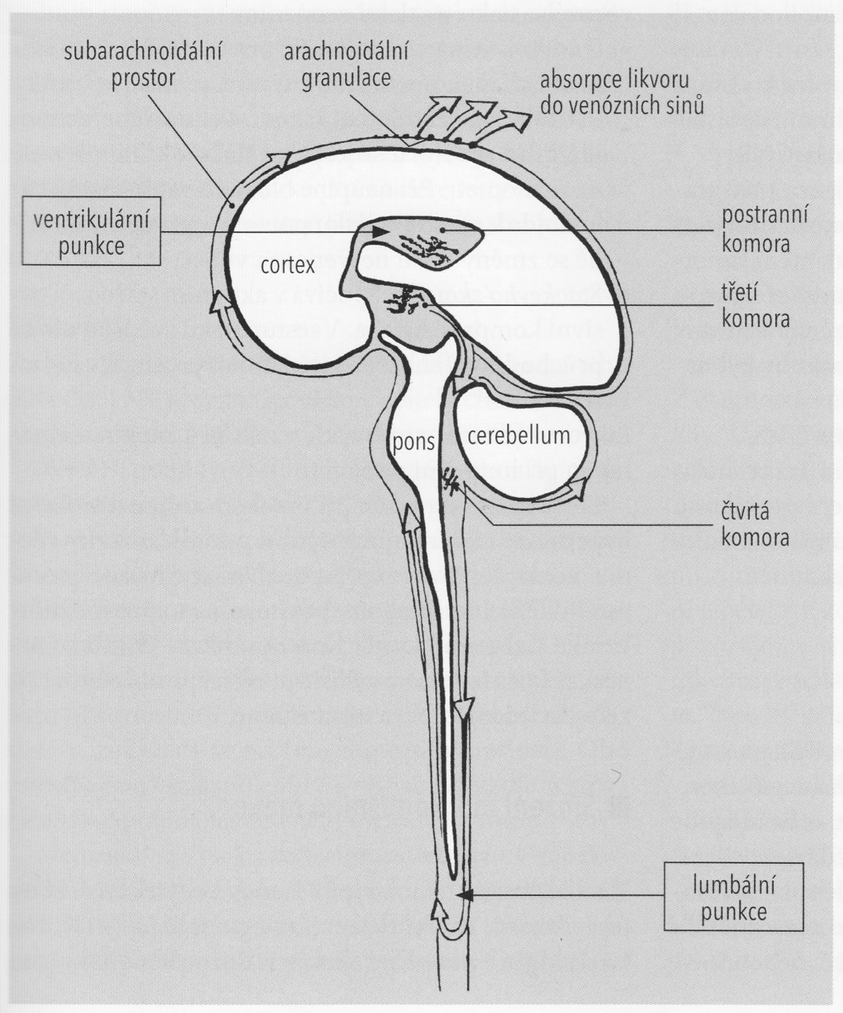 subarachnoidální
prostor
arachnoidální
granulace
absorpce likvoru
do venózních sinů
ventrikulární
punkce
postranní
komora
cortex
třetí
komora
pons
cerebellum
čtvrtá
komora
lumbální
punkce